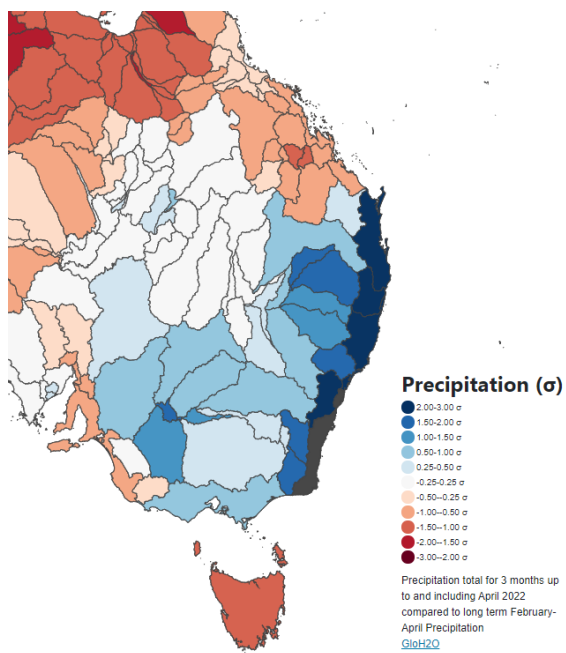 Precipitation (σ)
2.00-3.00 σ
1.50-2.00 σ
1.00-1.50 σ
0.50-1.00 σ
0.25-0.50 σ
-0.25-0.25 σ
-0.50--0.25 σ
-1.00--0.50 σ
-1.50--1.00 σ
-2.00--1.50 σ
-3.00--2.00 σ
Precipitation total for 3 months up
to and including April 2022
compared to long term February-
April Precipitation
GloH2O